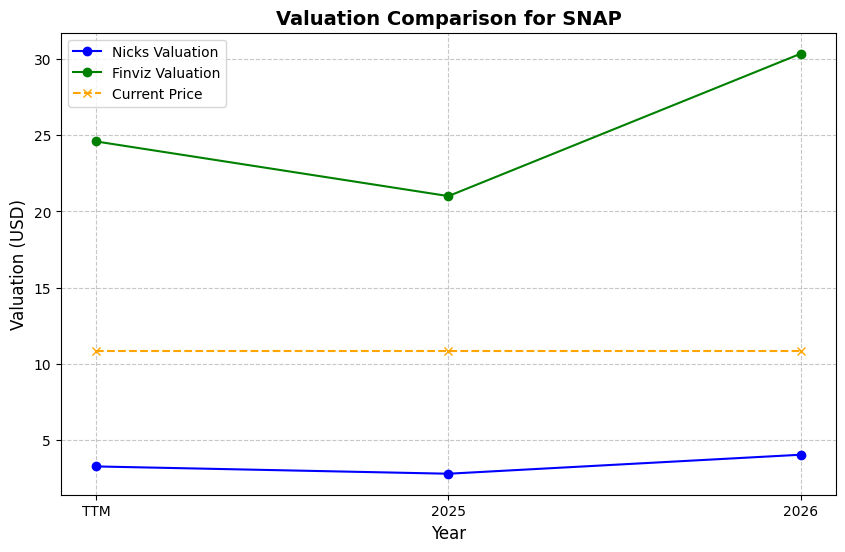 Valuation Comparison for SNAP
Nicks Valuation
Finviz Valuation
Current Price
Valuation (USD)
30
25
20
15
10
5
TTM
2025
2026
Year